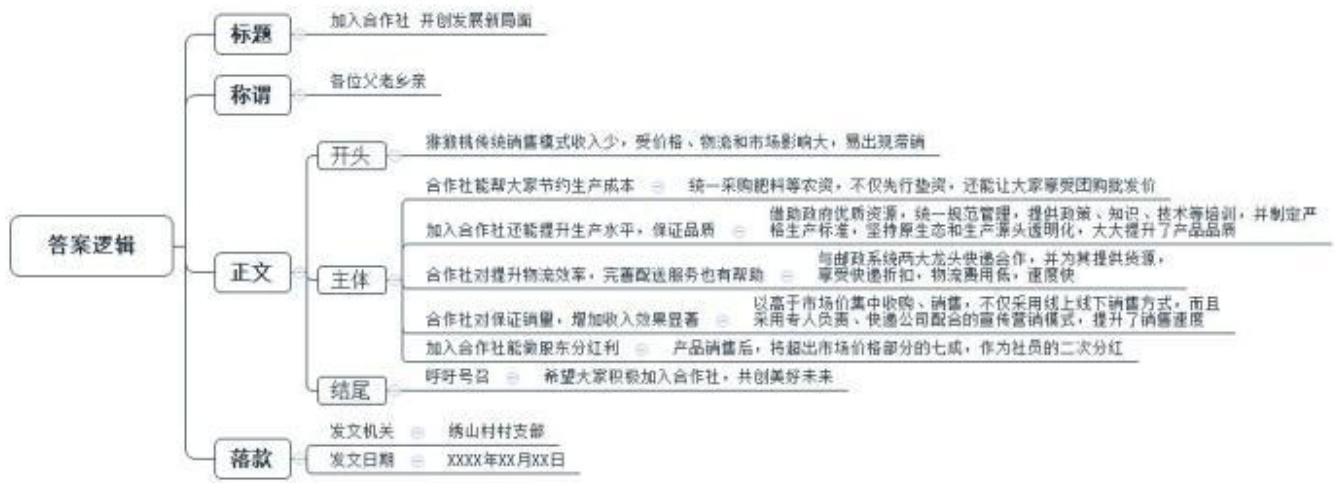 答案逻辑
标题
加入合作社 开创发展新局面
称谓
各位父老乡亲
正文
开头
猕猴桃传统销售模式收入少，受价格、物流和市场影响大，易出现滞销
主体
合作社能帮大家节约生产成本
统一采购肥料等农资，不仅先行垫资，还能让大家享受团购批发价
加入合作社还能提升生产水平，保证品质
借助政府优质资源，统一规范管理，提供政策、知识、技术等培训，并制定严
格生产标准，坚持原生态和生产源头透明化，大大提升了产品品质
合作社对提升物流效率，完善配送服务也有帮助
与邮政系统两大龙头快递合作，并为其提供货源，
享受快递折扣，物流费用低，速度快
合作社对保证销量，增加收入效果显著
以高于市场价集中收购、销售，不仅采用线上线下销售方式，而且
采用专人负责、快递公司配合的宣传营销模式，提升了销售速度
加入合作社能做股东分红利
产品销售后，将超出市场价格部分的七成，作为社员的二次分红
结尾
呼吁号召
希望大家积极加入合作社，共创美好未来
落款
发文机关
绣山村村支部
发文日期
XXXX年XX月XX日